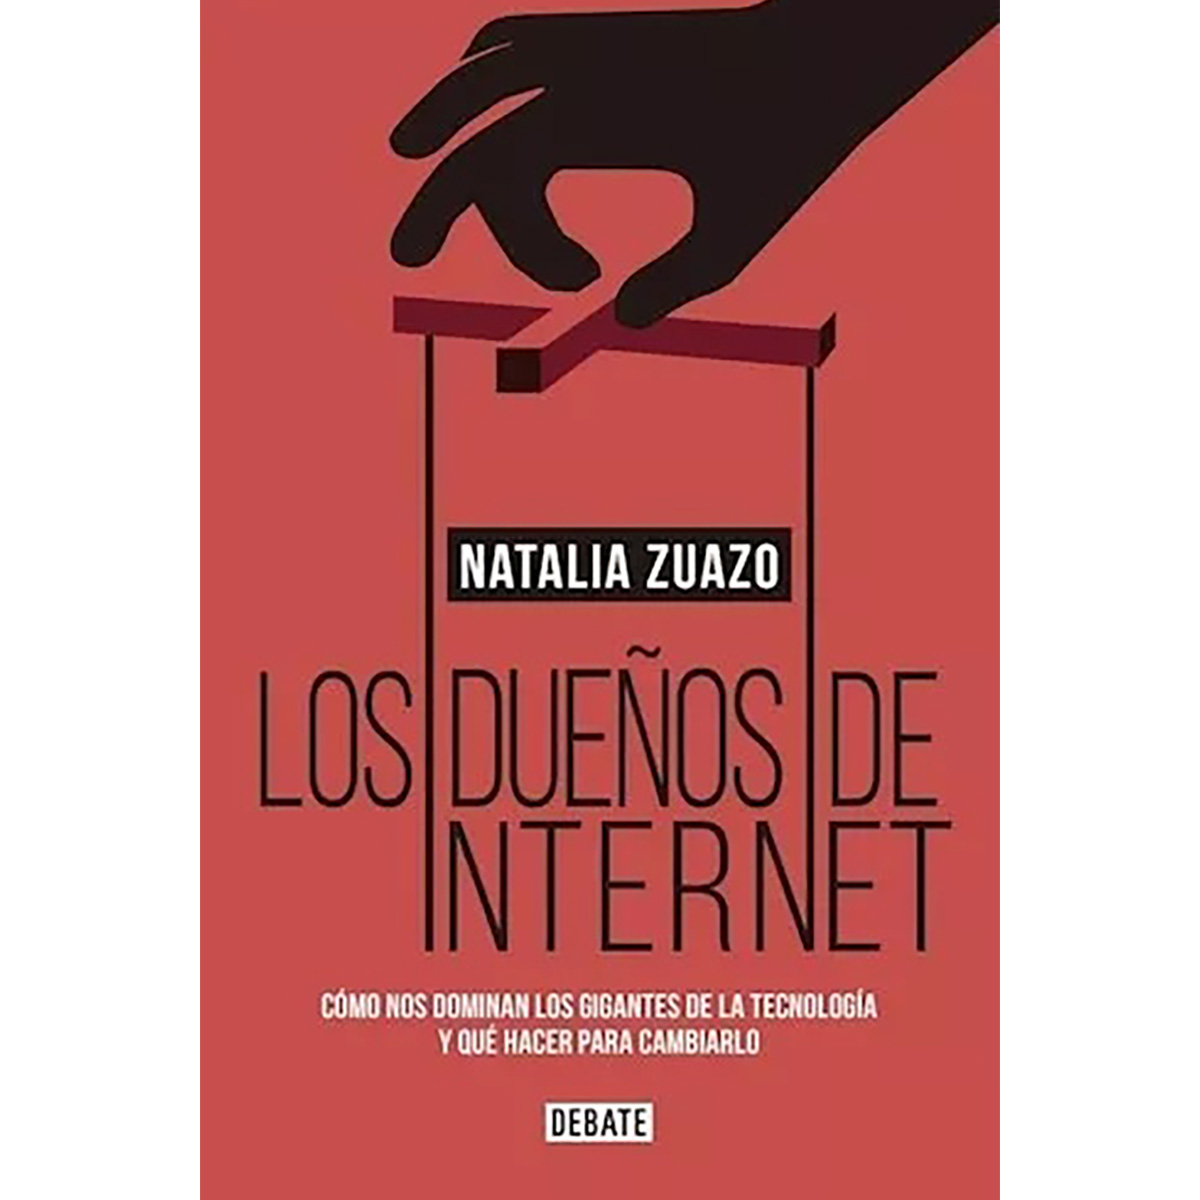 NATALIA ZUAZO
LOS DUEÑOS DE
INTERNET
CÓMO NOS DOMINAN LOS GIGANTES DE LA TECNOLOGÍA
Y QUÉ HACER PARA CAMBIARLO
DEBATE